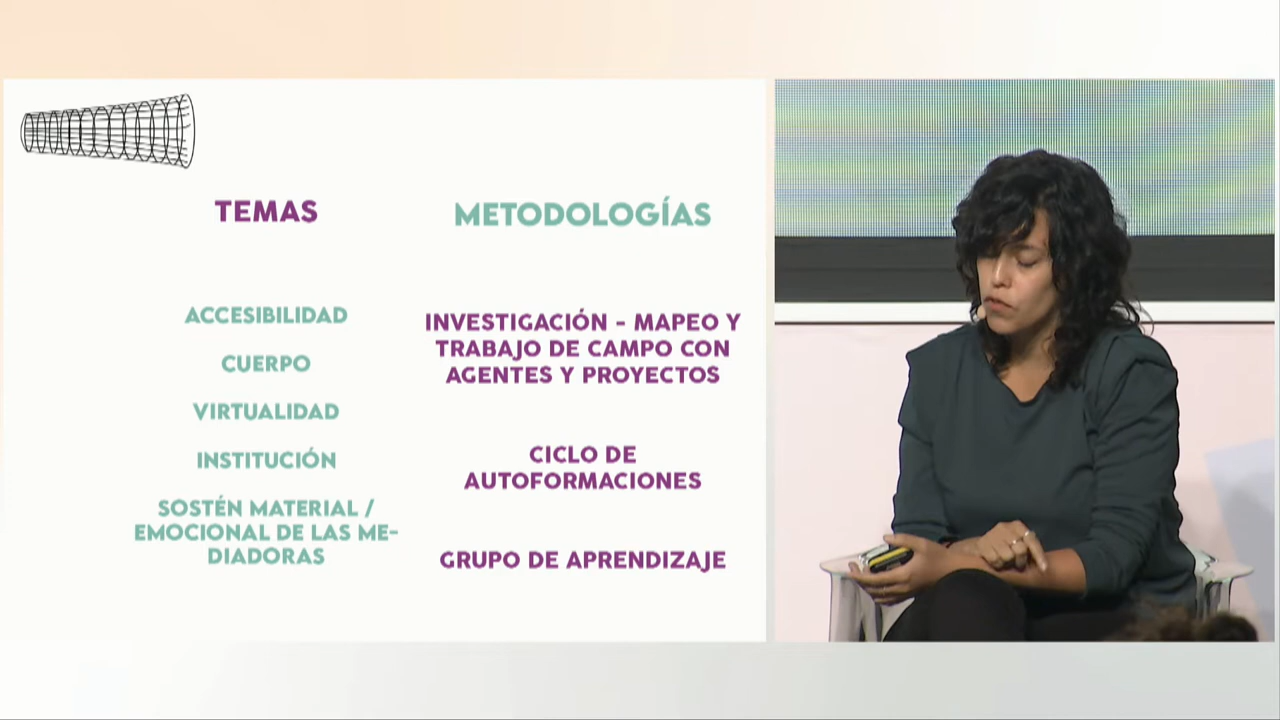 TEMAS
ACCESIBILIDAD
CUERPO
VIRTUALIDAD
INSTITUCIÓN
SOSTÉN MATERIAL /
EMOCIONAL DE LAS ME-
DIADORAS
METODOLOGÍAS
INVESTIGACIÓN - MAPEO Y
TRABAJO DE CAMPO CON
AGENTES Y PROYECTOS
CICLO DE
AUTOFORMACIONES
GRUPO DE APRENDIZAJE